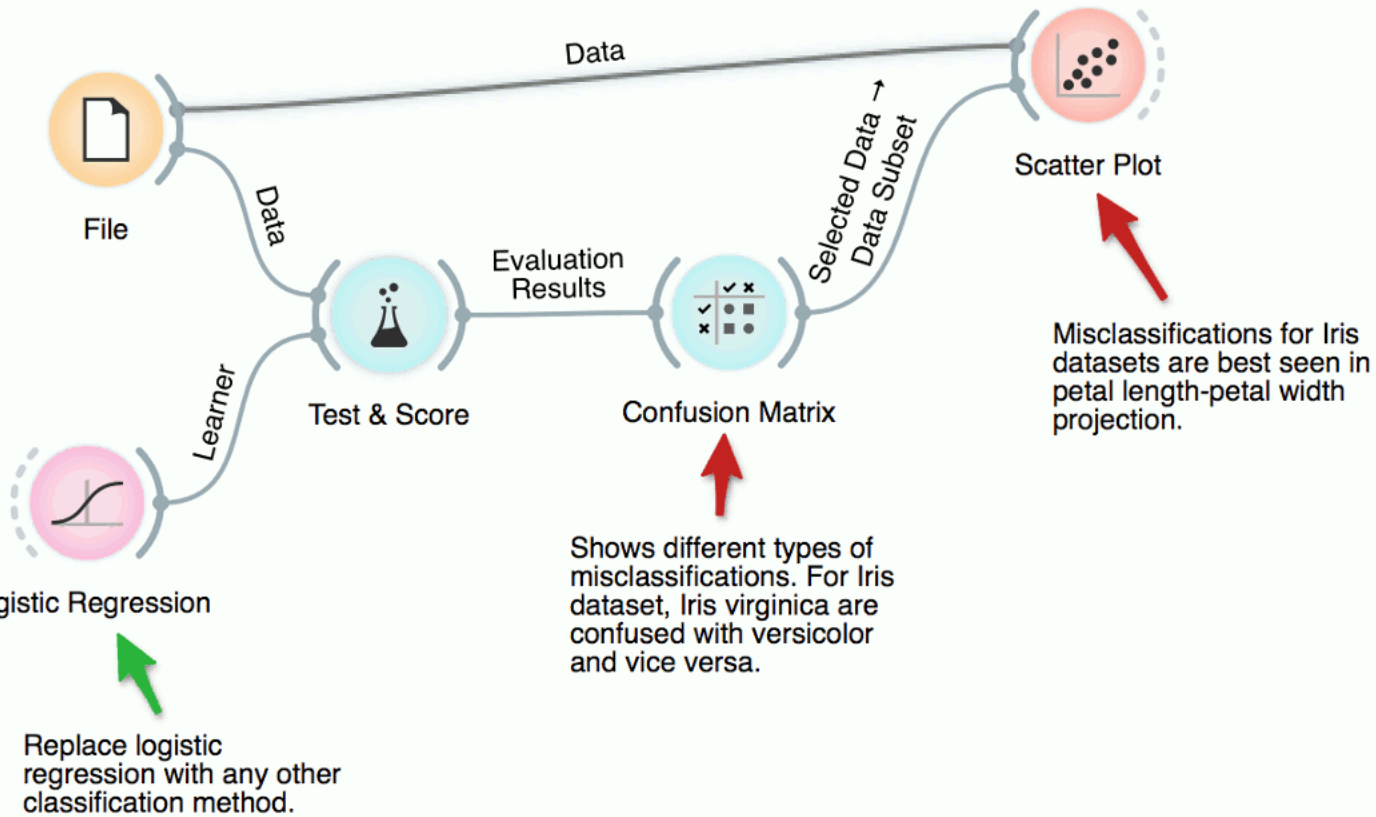 Data
File
Data
Selected Data →
Data Subset
Scatter Plot
Evaluation
Results
Misclassifications for Iris
datasets are best seen in
petal length-petal width
projection.
Learner
Test & Score
Confusion Matrix
Shows different types of
misclassifications. For Iris
dataset, Iris virginica are
confused with versicolor
and vice versa.
gistic Regression
Replace logistic
regression with any other
classification method.